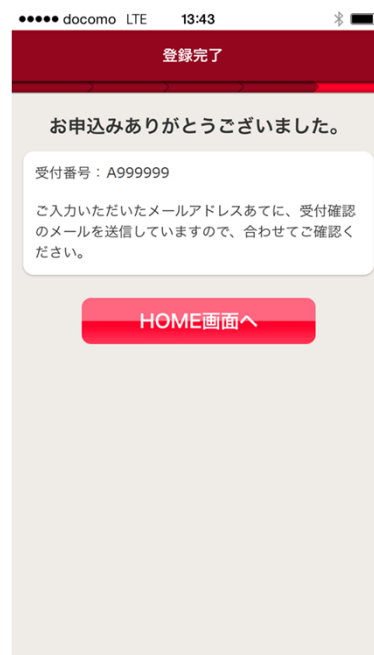 docomo LTE 13:43
登録完了
お申込みありがとうございました。
受付番号：A999999
ご入力いただいたメールアドレスあてに、受付確認
のメールを送信していますので、合わせてご確認く
ださい。
HOME画面へ